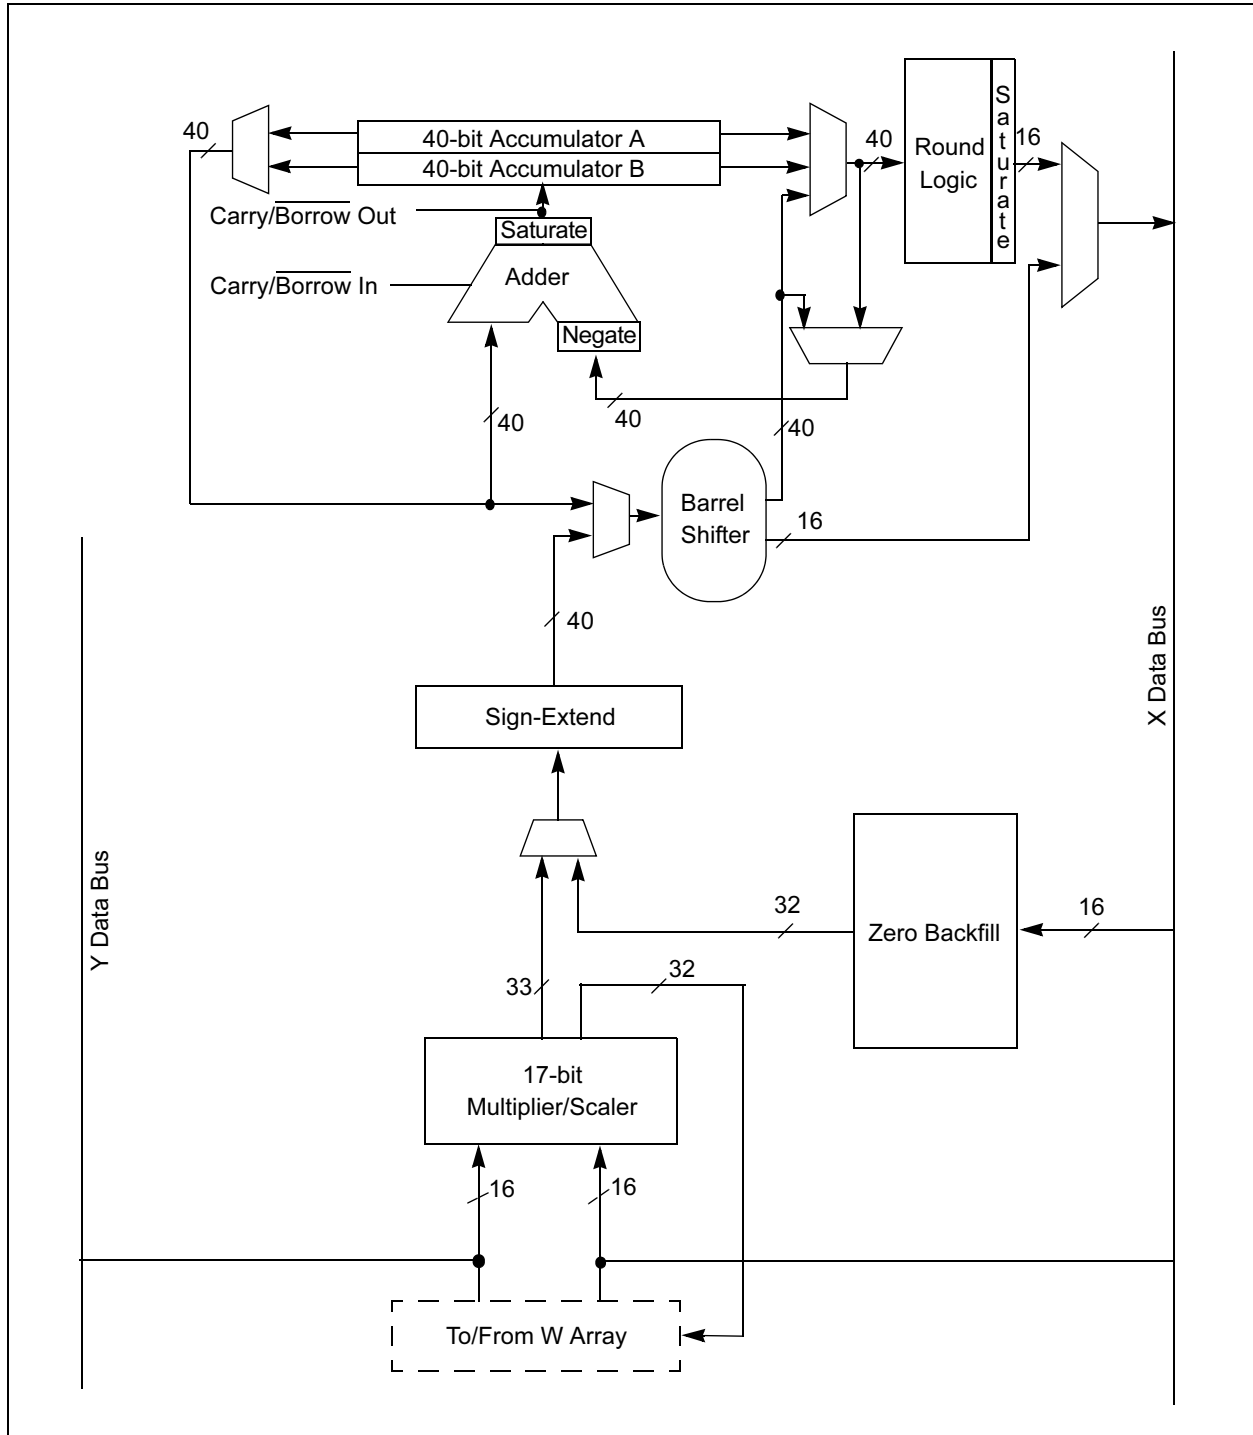 40
40-bit Accumulator A
40-bit Accumulator B
40
Round
Logic
Saturate
16
Carry/Borrow Out
Saturate
Carry/Borrow In
Adder
Negate
40
40
40
Barrel
Shifter
16
40
X Data Bus
Sign-Extend
Y Data Bus
32
Zero Backfill
16
33
32
17-bit
Multiplier/Scaler
16
16
To/From W Array